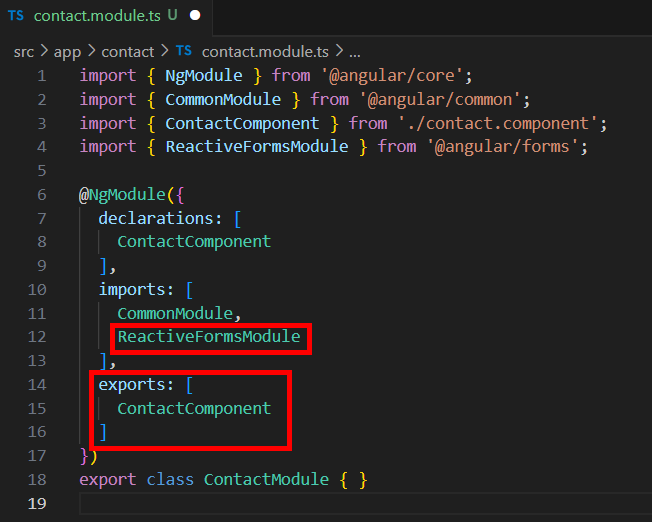 TS contact.module.ts U ●
src > app > contact > TS contact.module.ts > ...
1 import { NgModule } from '@angular/core';
2 import { CommonModule } from '@angular/common';
3 import { ContactComponent } from './contact.component';
4 import { ReactiveFormsModule } from '@angular/forms';
5
6 @NgModule({
7   declarations: [
8     ContactComponent
9   ],
10   imports: [
11     CommonModule,
12     ReactiveFormsModule
13   ],
14   exports: [
15     ContactComponent
16   ]
17 })
18 export class ContactModule { }
19